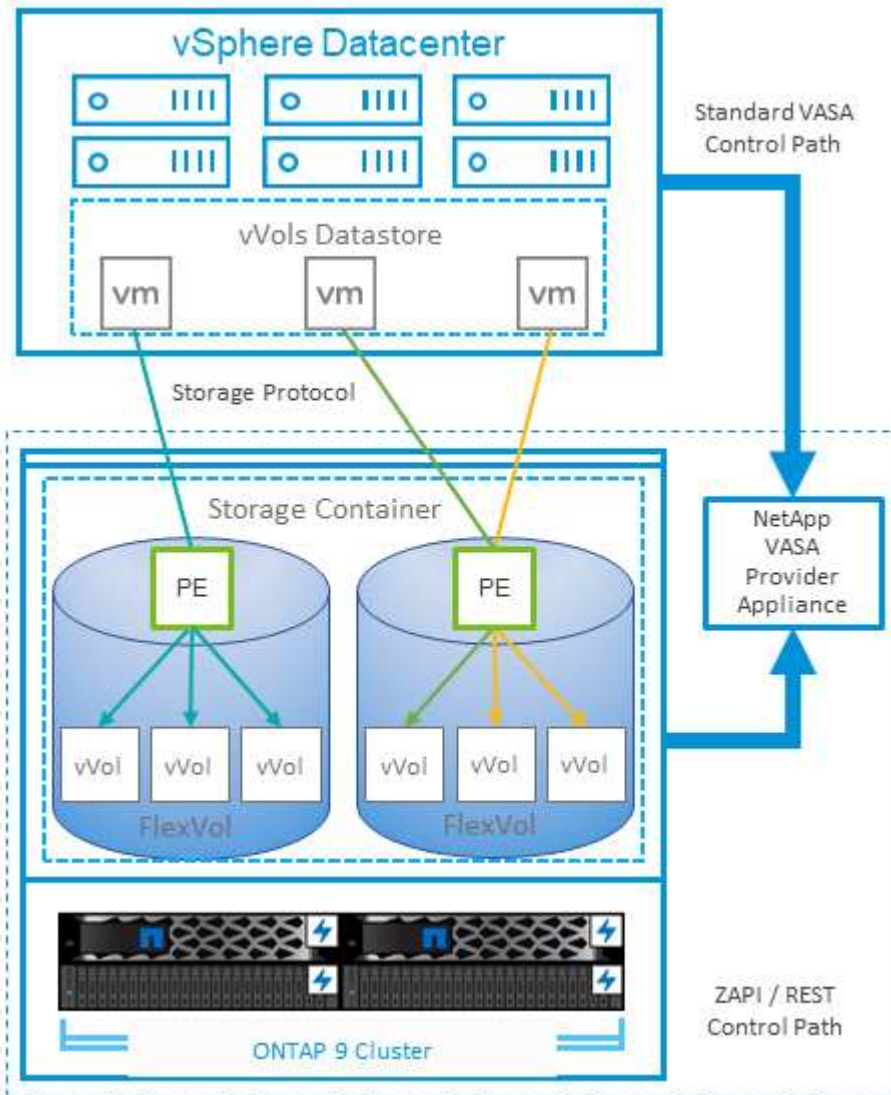 vSphere Datacenter
vVols Datastore
vm vm vm
Standard VASA
Control Path
Storage Protocol
Storage Container
PE PE
vVol vVol vVol vVol vVol vVol
FlexVol FlexVol
NetApp
VASA
Provider
Appliance
ONTAP 9 Cluster
ZAPI / REST
Control Path